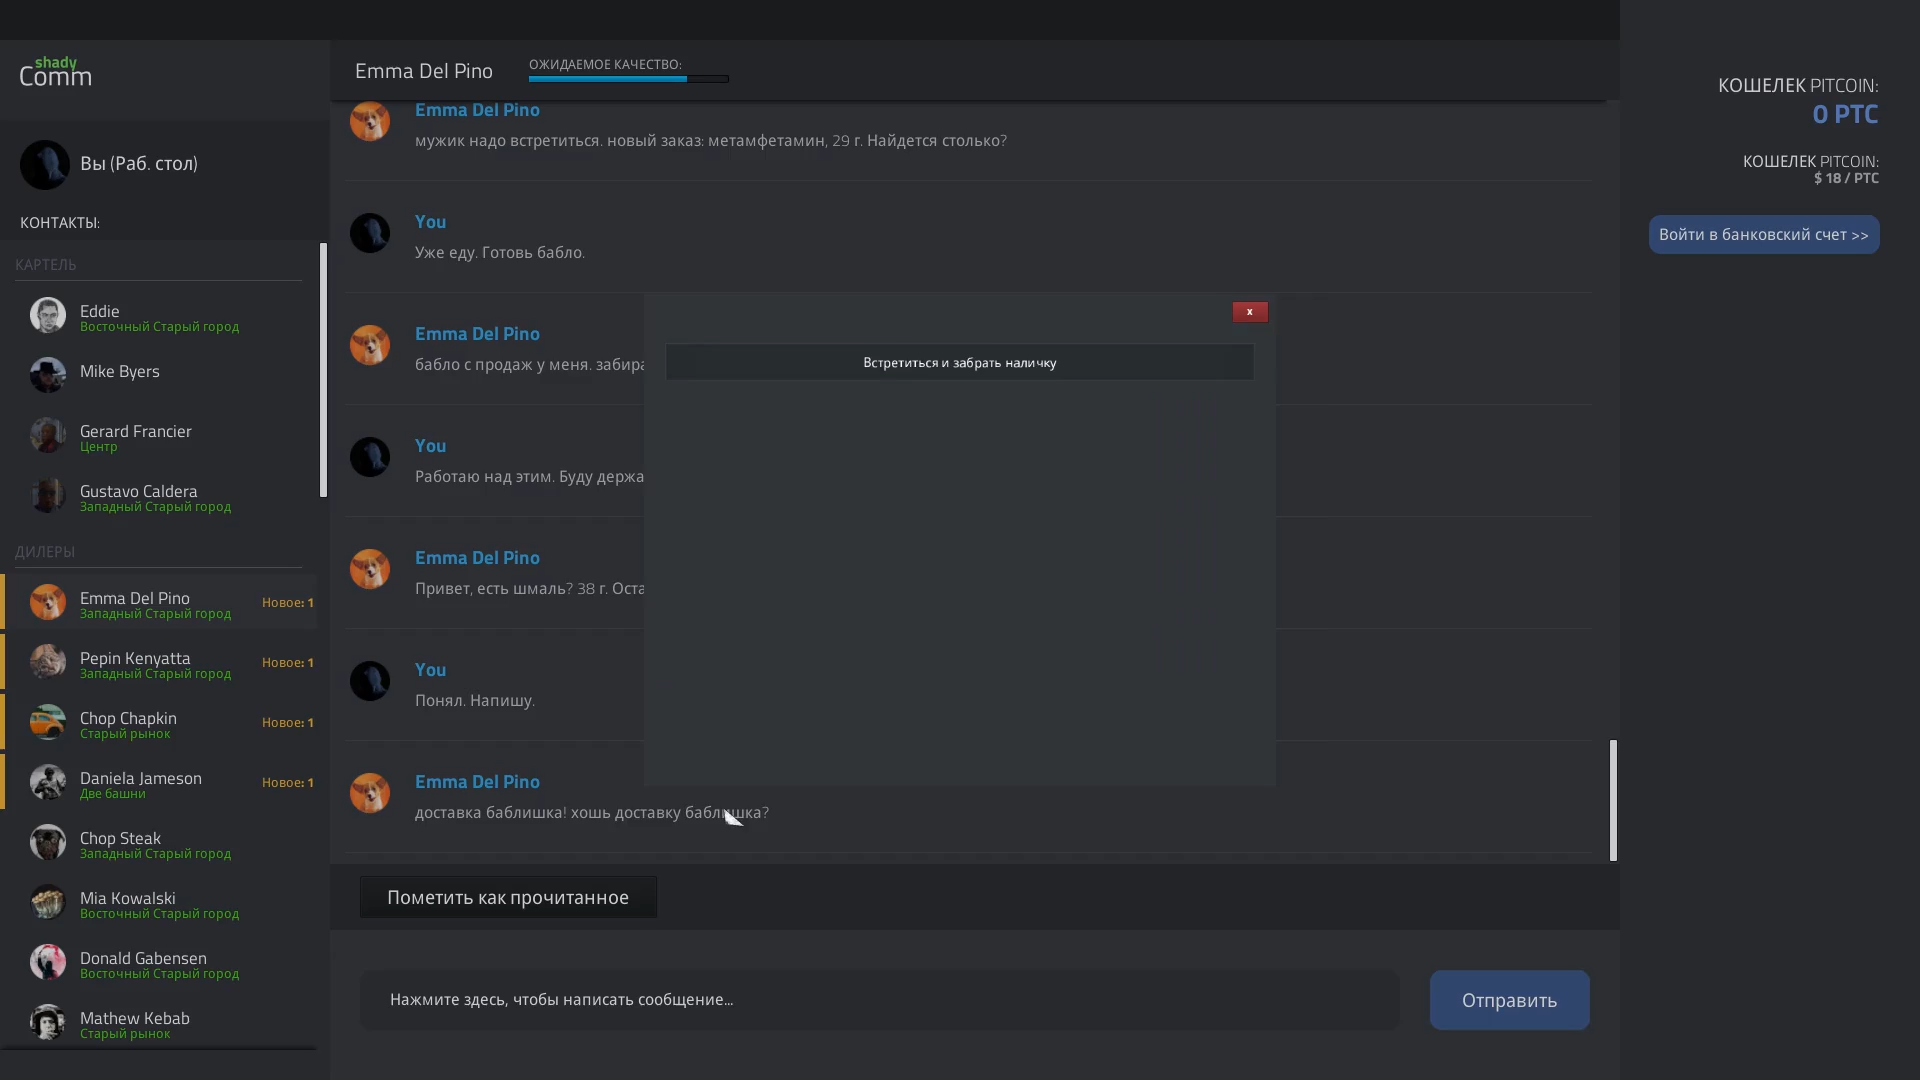 shady
Comm
Вы (Раб. стол)
КОНТАКТЫ:
КАРТЕЛЬ
Eddie
Восточный Старый город
Mike Byers
Gerard Francier
Центр
Gustavo Caldera
Западный Старый город
ДИЛЕРЫ
Emma Del Pino
Западный Старый город
Новое: 1
Pepin Kenyatta
Западный Старый город
Новое: 1
Chop Chapkin
Старый рынок
Новое: 1
Daniela Jameson
Две башни
Новое: 1
Chop Steak
Западный Старый город
Mia Kowalski
Восточный Старый город
Donald Gabensen
Восточный Старый город
Mathew Kebab
Старый рынок
Emma Del Pino
ОЖИДАЕМОЕ КАЧЕСТВО:
Emma Del Pino
мужик надо встретиться. новый заказ: метамфетамин, 29 г. Найдется столько?
You
Уже еду. Готовь бабло.
Emma Del Pino
бабло с продаж у меня. забира
You
Работаю над этим. Буду держа
Emma Del Pino
Привет, есть шмаль? 38 г. Оста
You
Понял. Напишу.
Emma Del Pino
доставка баблишка! хошь доставку баблишка?
x
Встретиться и забрать наличку
Пометить как прочитанное
Нажмите здесь, чтобы написать сообщение...
Отправить
КОШЕЛЕК PITCOIN:
0 PTC
КОШЕЛЕК PITCOIN:
$ 18 / PTC
Войти в банковский счет >>